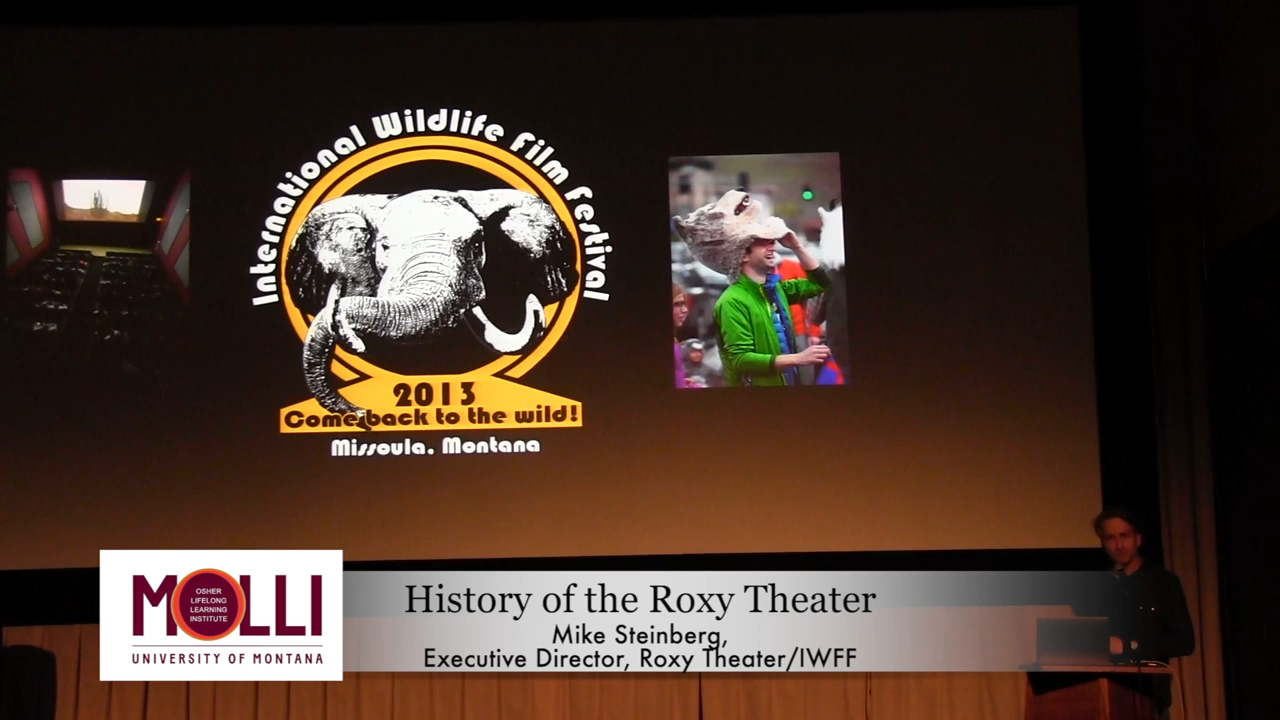 International Wildlife Film Festival
2013
Come back to the wild!
Missoula, Montana
MOLLI
OSHER
LIFELONG
LEARNING
INSTITUTE
UNIVERSITY OF MONTANA
History of the Roxy Theater
Mike Steinberg,
Executive Director, Roxy Theater/IWFF